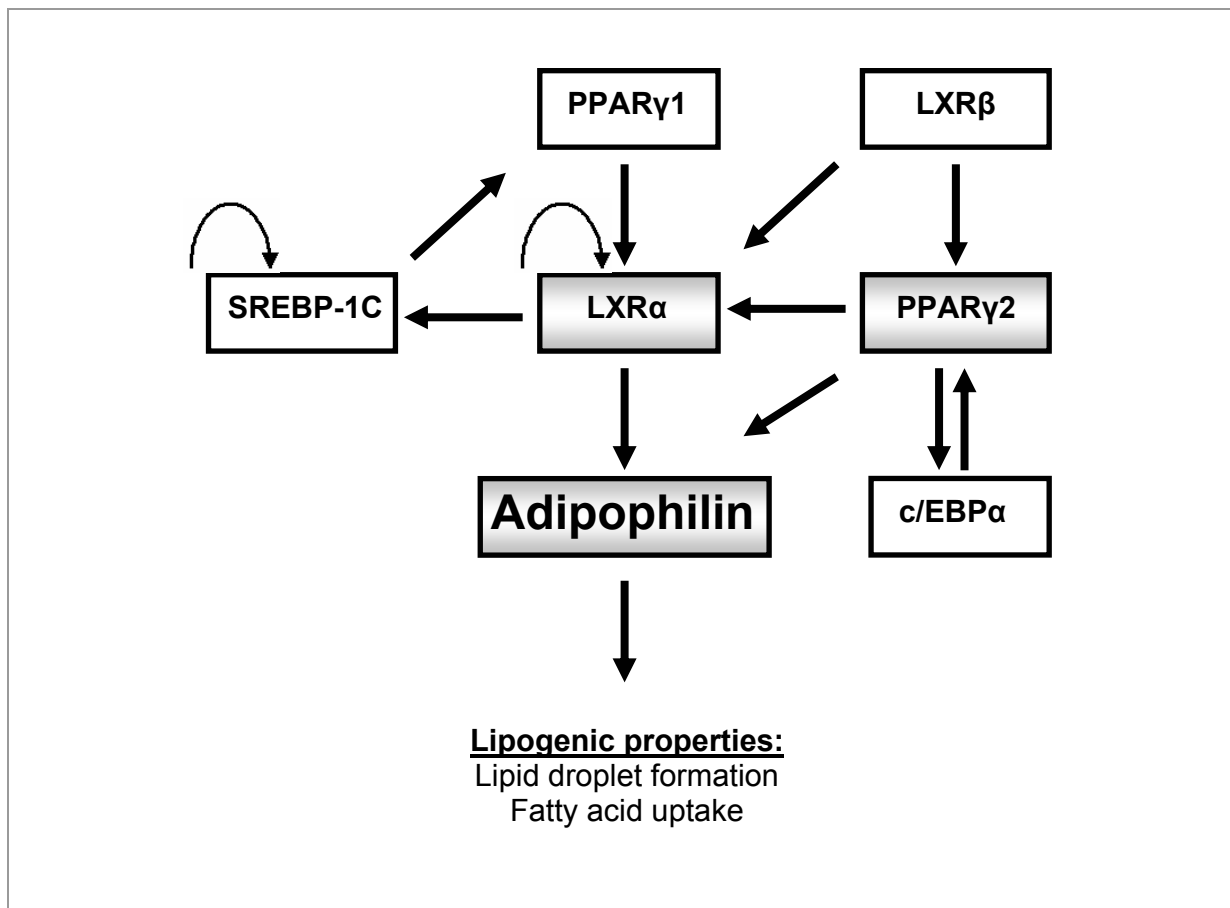 PPARγ1
LXRβ
SREBP-1C
LXRα
PPARγ2
Adipophilin
c/EBPα
Lipogenic properties:
Lipid droplet formation
Fatty acid uptake